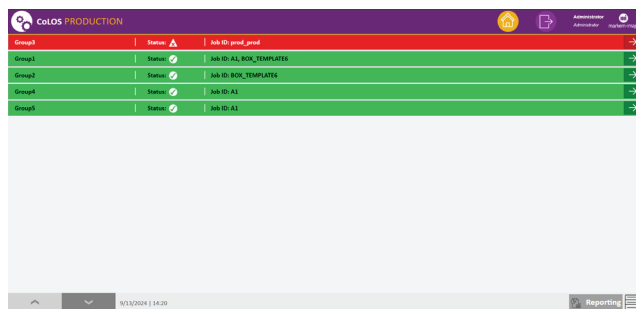 CoLOS PRODUCTION
Administrator
Administrator
Group3 Status: Job ID: prod_prod
Group1 Status: Job ID: A1, BOX_TEMPLATE6
Group2 Status: Job ID: BOX_TEMPLATE6
Group4 Status: Job ID: A1
Group5 Status: Job ID: A1
9/13/2024 | 14:20
Reporting